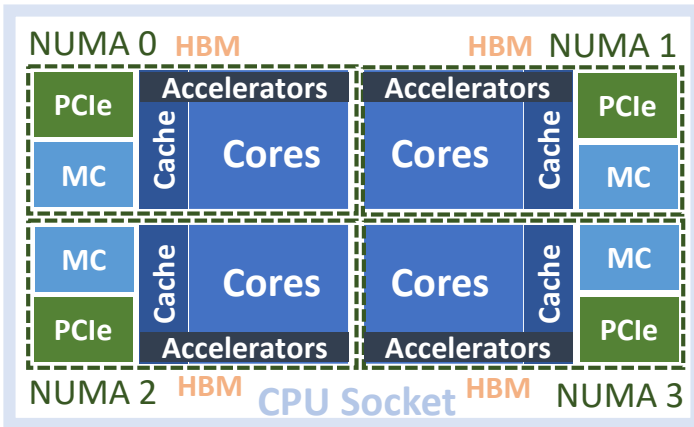 NUMA 0 HBM
HBM NUMA 1
PCIe
Accelerators
MC
Cache
Cores
Accelerators
PCIe
Cores
Cache
MC
MC
Cache
Cores
PCIe
Accelerators
Cores
Cache
MC
Accelerators
PCIe
NUMA 2 HBM
CPU Socket
HBM NUMA 3